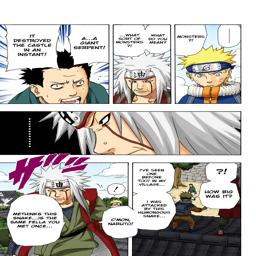 MONSTERS
?!
WHAT
DO YOU
MEAN?
WHAT
SORT OF
MONSTERS?
A...A
GIANT
SERPENT!
IT
DESTROYED
THE CASTLE
IN AN
INSTANT!
?!
HOW BIG
WAS IT?
I'VE SEEN
ONE
BEFORE
TOO! IN MY
VILLAGE...
I WAS
ATTACKED
BY THIS
HUMONGOUS
SNAKE...
!
C'MON,
NARUTO!
METHINKS THIS
SNAKE...IS THE
SAME FELLA YOU
MET ONCE...